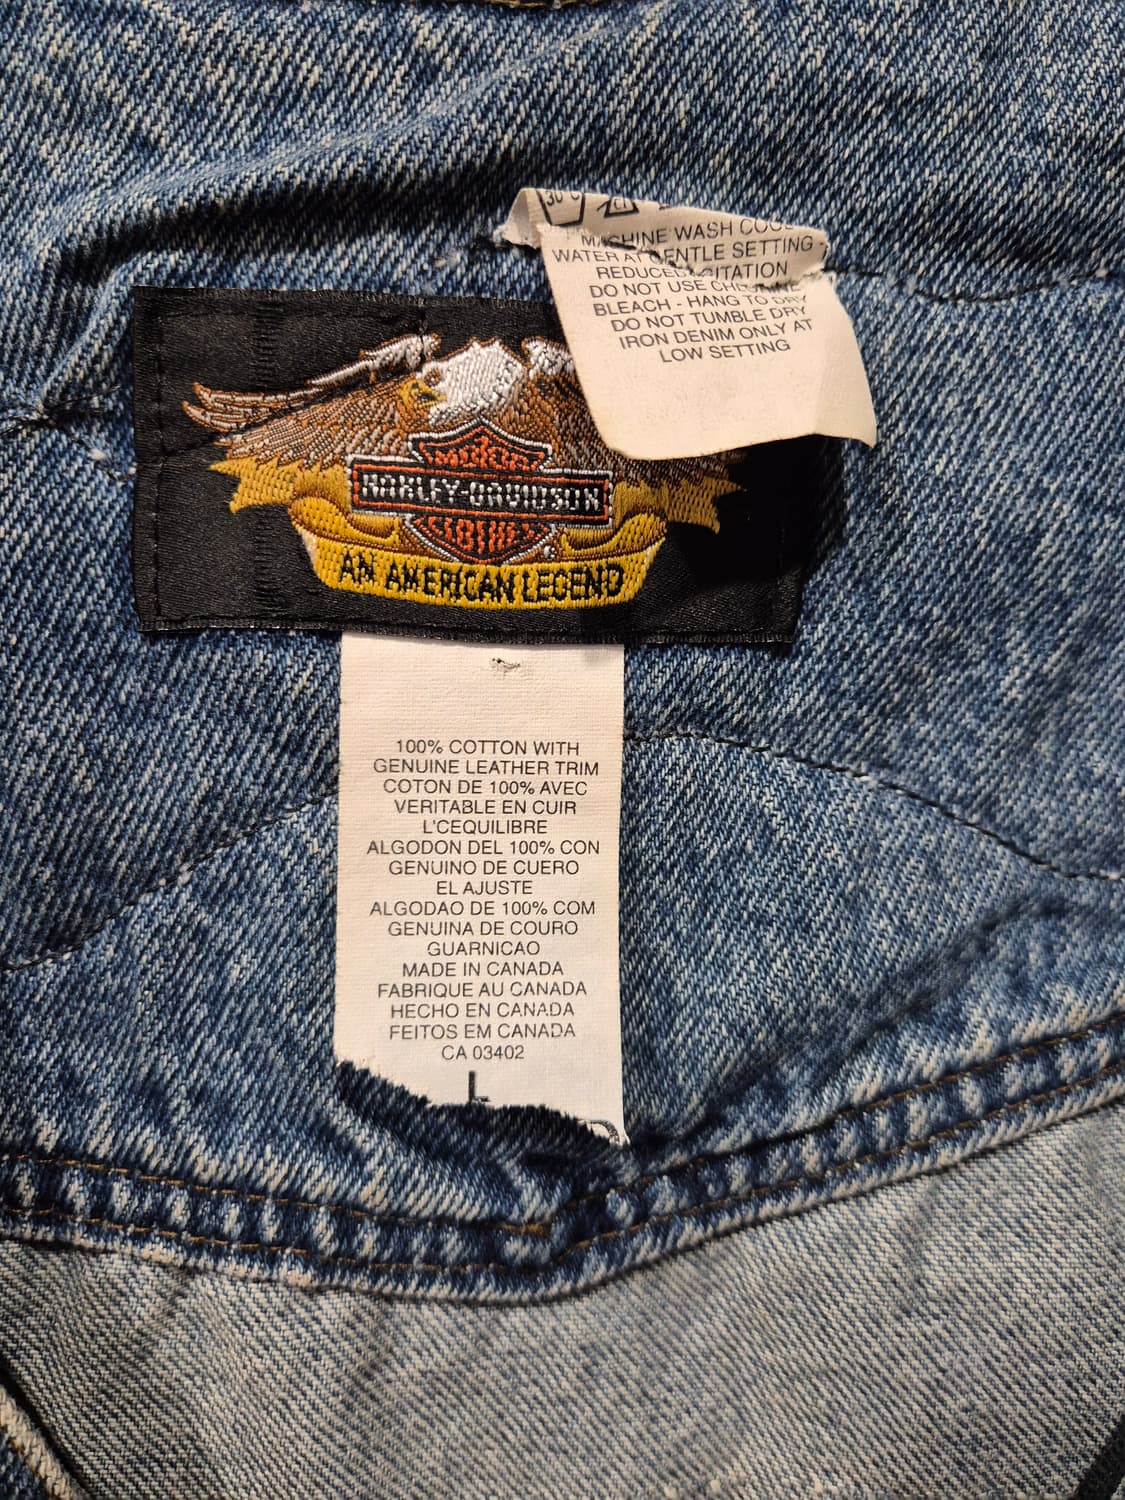 30°C
MACHINE WASH COOL
WATER AT GENTLE SETTING -
REDUCED AGITATION
DO NOT USE CHLORINE
BLEACH - HANG TO DRY
DO NOT TUMBLE DRY
IRON DENIM ONLY AT
LOW SETTING
MOTOR
HARLEY-DAVIDSON
AN AMERICAN LEGEND
100% COTTON WITH
GENUINE LEATHER TRIM
COTON DE 100% AVEC
VERITABLE EN CUIR
L'CEQUILIBRE
ALGODON DEL 100% CON
GENUINO DE CUERO
EL AJUSTE
ALGODAO DE 100% COM
GENUINA DE COURO
GUARNICAO
MADE IN CANADA
FABRIQUE AU CANADA
HECHO EN CANADA
FEITOS EM CANADA
CA 03402
L